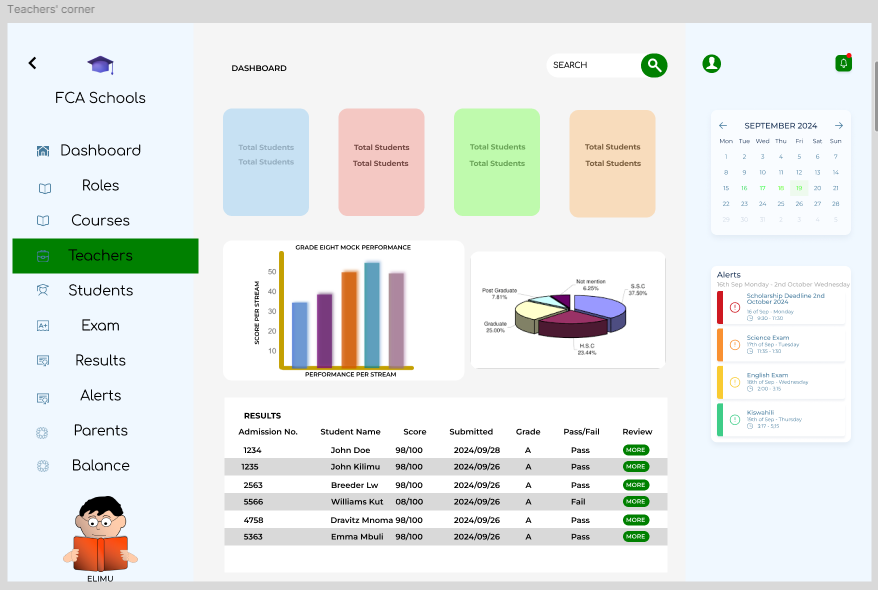 Teachers' corner
FCA Schools
Dashboard
Roles
Courses
Teachers
Students
Exam
A+
Results
Alerts
Parents
Balance
ELIMU
DASHBOARD
SEARCH
Total Students
Total Students
Total Students
Total Students
Total Students
Total Students
Total Students
Total Students
GRADE EIGHT MOCK PERFORMANCE
SCORE PER STREAM
50
40
30
20
10
PERFORMANCE PER STREAM
Not mention
6.25%
Post Graduate
7.81%
S.S.C
37.50%
Graduate
25.00%
H.S.C
23.44%
RESULTS
Admission No. Student Name Score Submitted Grade Pass/Fail Review
1234 John Doe 98/100 2024/09/28 A Pass MORE
1235 John Kilimu 98/100 2024/09/26 A Pass MORE
2563 Breeder Lw 98/100 2024/09/26 A Pass MORE
5566 Williams Kut 08/100 2024/09/26 A Fail MORE
4758 Dravitz Mnoma 98/100 2024/09/26 A Pass MORE
5363 Emma Mbuli 98/100 2024/09/26 A Pass MORE
SEPTEMBER 2024
Mon Tue Wed Thu Fri Sat Sun
1 2 3 4 5 6 7
8 9 10 11 12 13 14
15 16 17 18 19 20 21
22 23 24 25 26 27 28
29 30 31 2 3 4 5
Alerts
16th Sep Monday - 2nd October Wednesday
Scholarship Deadline 2nd
October 2024
16 of Sep - Monday
9:30 - 11:30
Science Exam
17th of Sep - Tuesday
11:35 - 1:30
English Exam
18th of Sep - Wednesday
2:00 - 3:15
Kiswahili
19th of Sep - Thursday
3:17 - 5:15